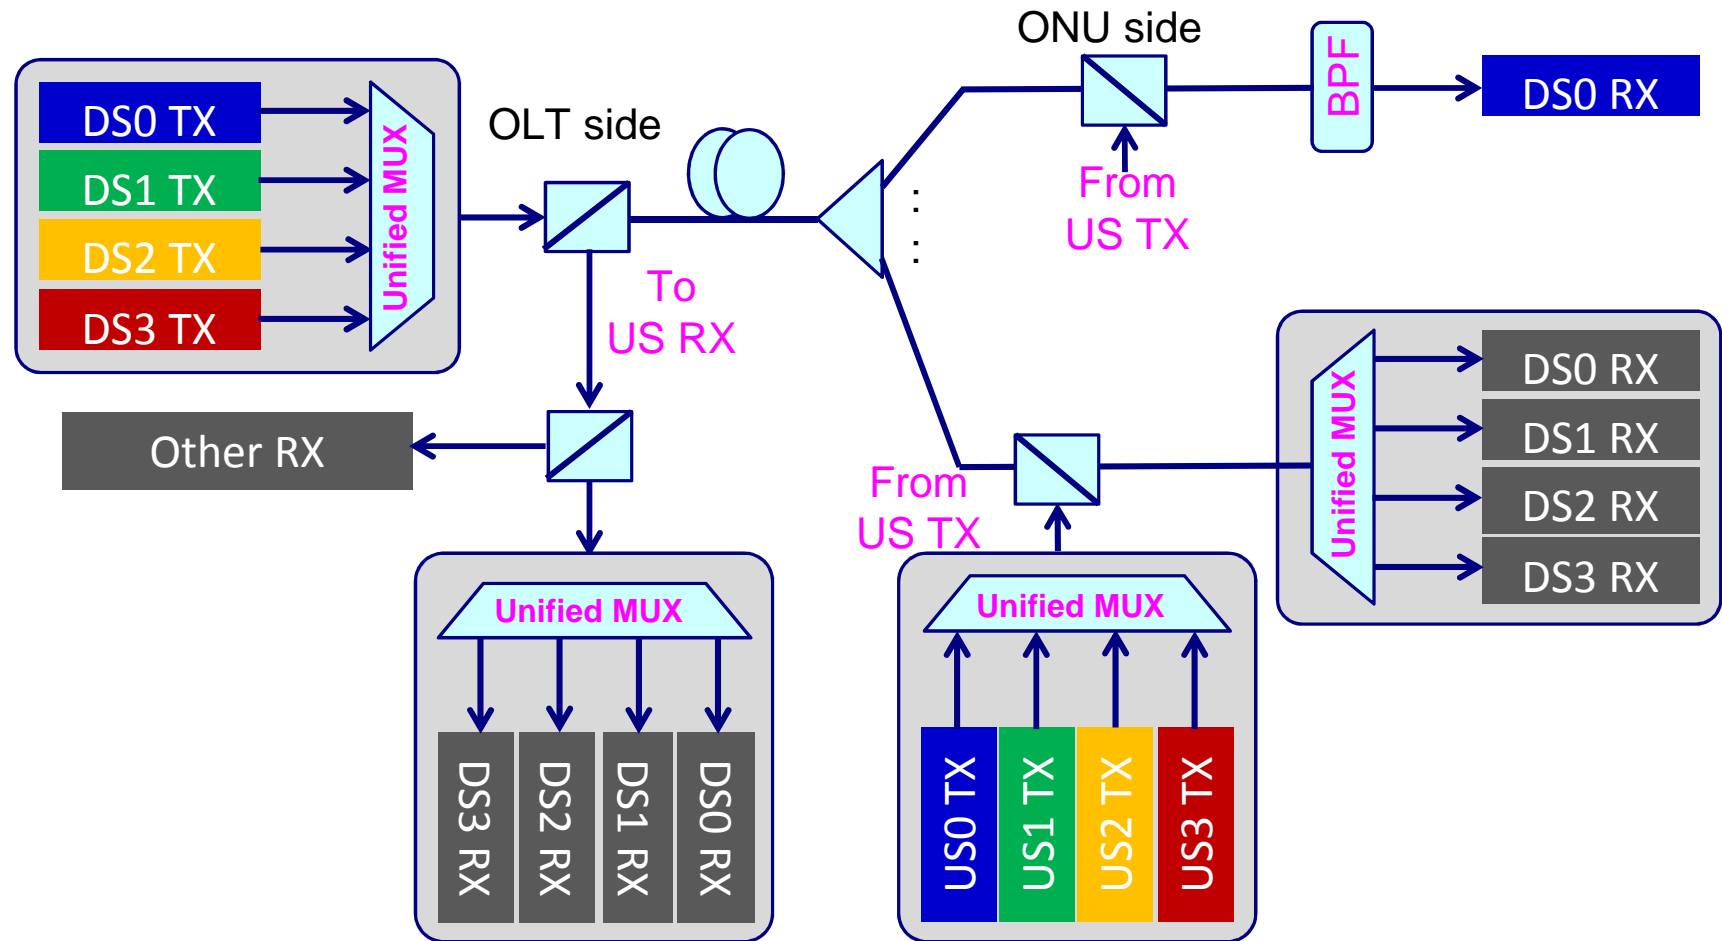 ONU side
BPF
DS0 RX
DS0 TX
DS1 TX
DS2 TX
DS3 TX
Unified MUX
OLT side
From
US TX
To
US RX
Other RX
Unified MUX
DS3 RX
DS2 RX
DS1 RX
DS0 RX
From
US TX
Unified MUX
US0 TX
US1 TX
US2 TX
US3 TX
Unified MUX
DS0 RX
DS1 RX
DS2 RX
DS3 RX